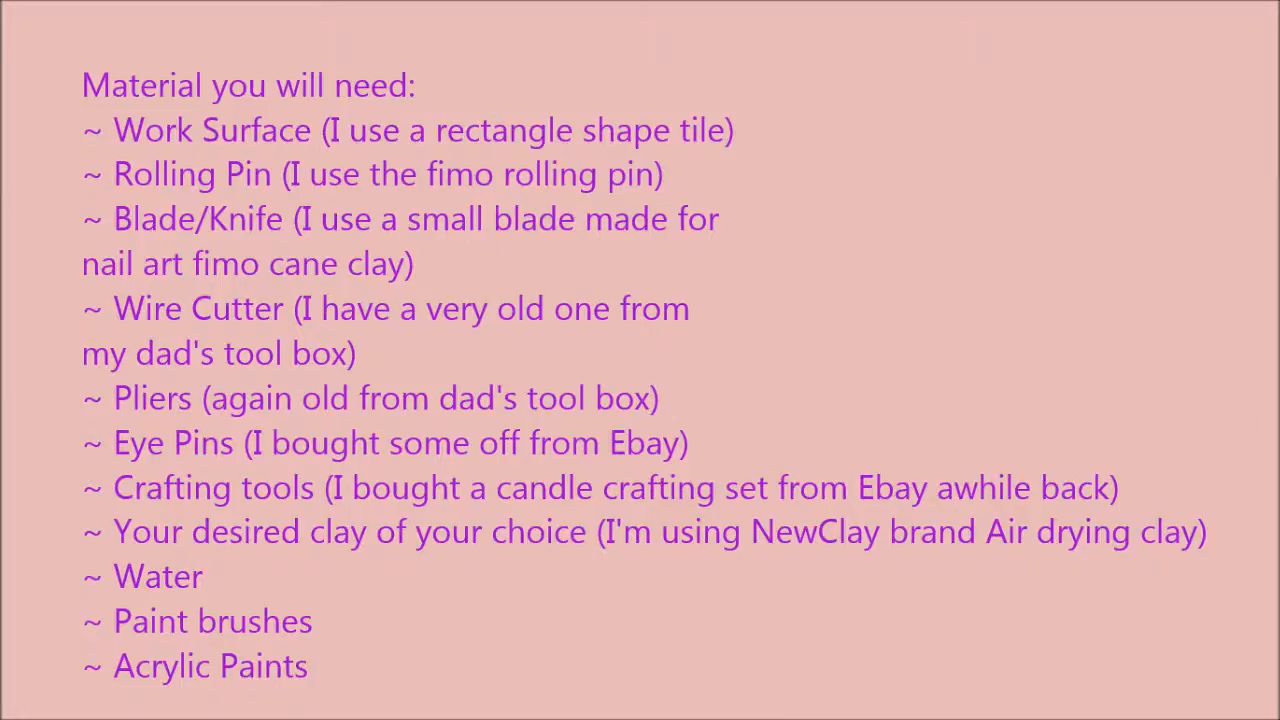 Material you will need:
~ Work Surface (I use a rectangle shape tile)
~ Rolling Pin (I use the fimo rolling pin)
~ Blade/Knife (I use a small blade made for
nail art fimo cane clay)
~ Wire Cutter (I have a very old one from
my dad's tool box)
~ Pliers (again old from dad's tool box)
~ Eye Pins (I bought some off from Ebay)
~ Crafting tools (I bought a candle crafting set from Ebay awhile back)
~ Your desired clay of your choice (I'm using NewClay brand Air drying clay)
~ Water
~ Paint brushes
~ Acrylic Paints